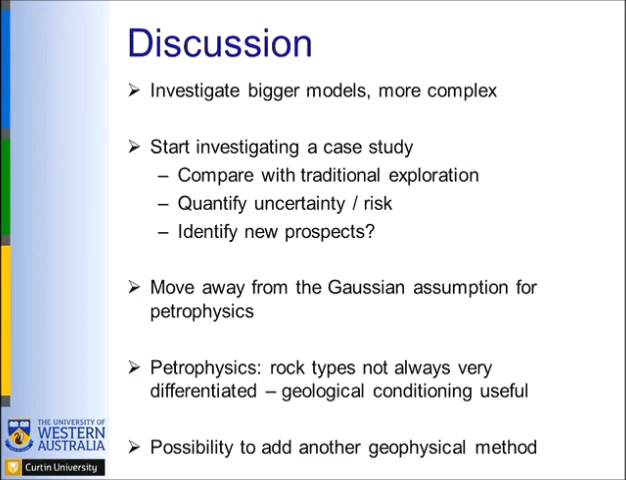 Discussion
➢ Investigate bigger models, more complex
➢ Start investigating a case study
– Compare with traditional exploration
– Quantify uncertainty / risk
– Identify new prospects?
➢ Move away from the Gaussian assumption for
petrophysics
➢ Petrophysics: rock types not always very
differentiated – geological conditioning useful
➢ Possibility to add another geophysical method
THE UNIVERSITY OF
WESTERN
AUSTRALIA
Curtin University